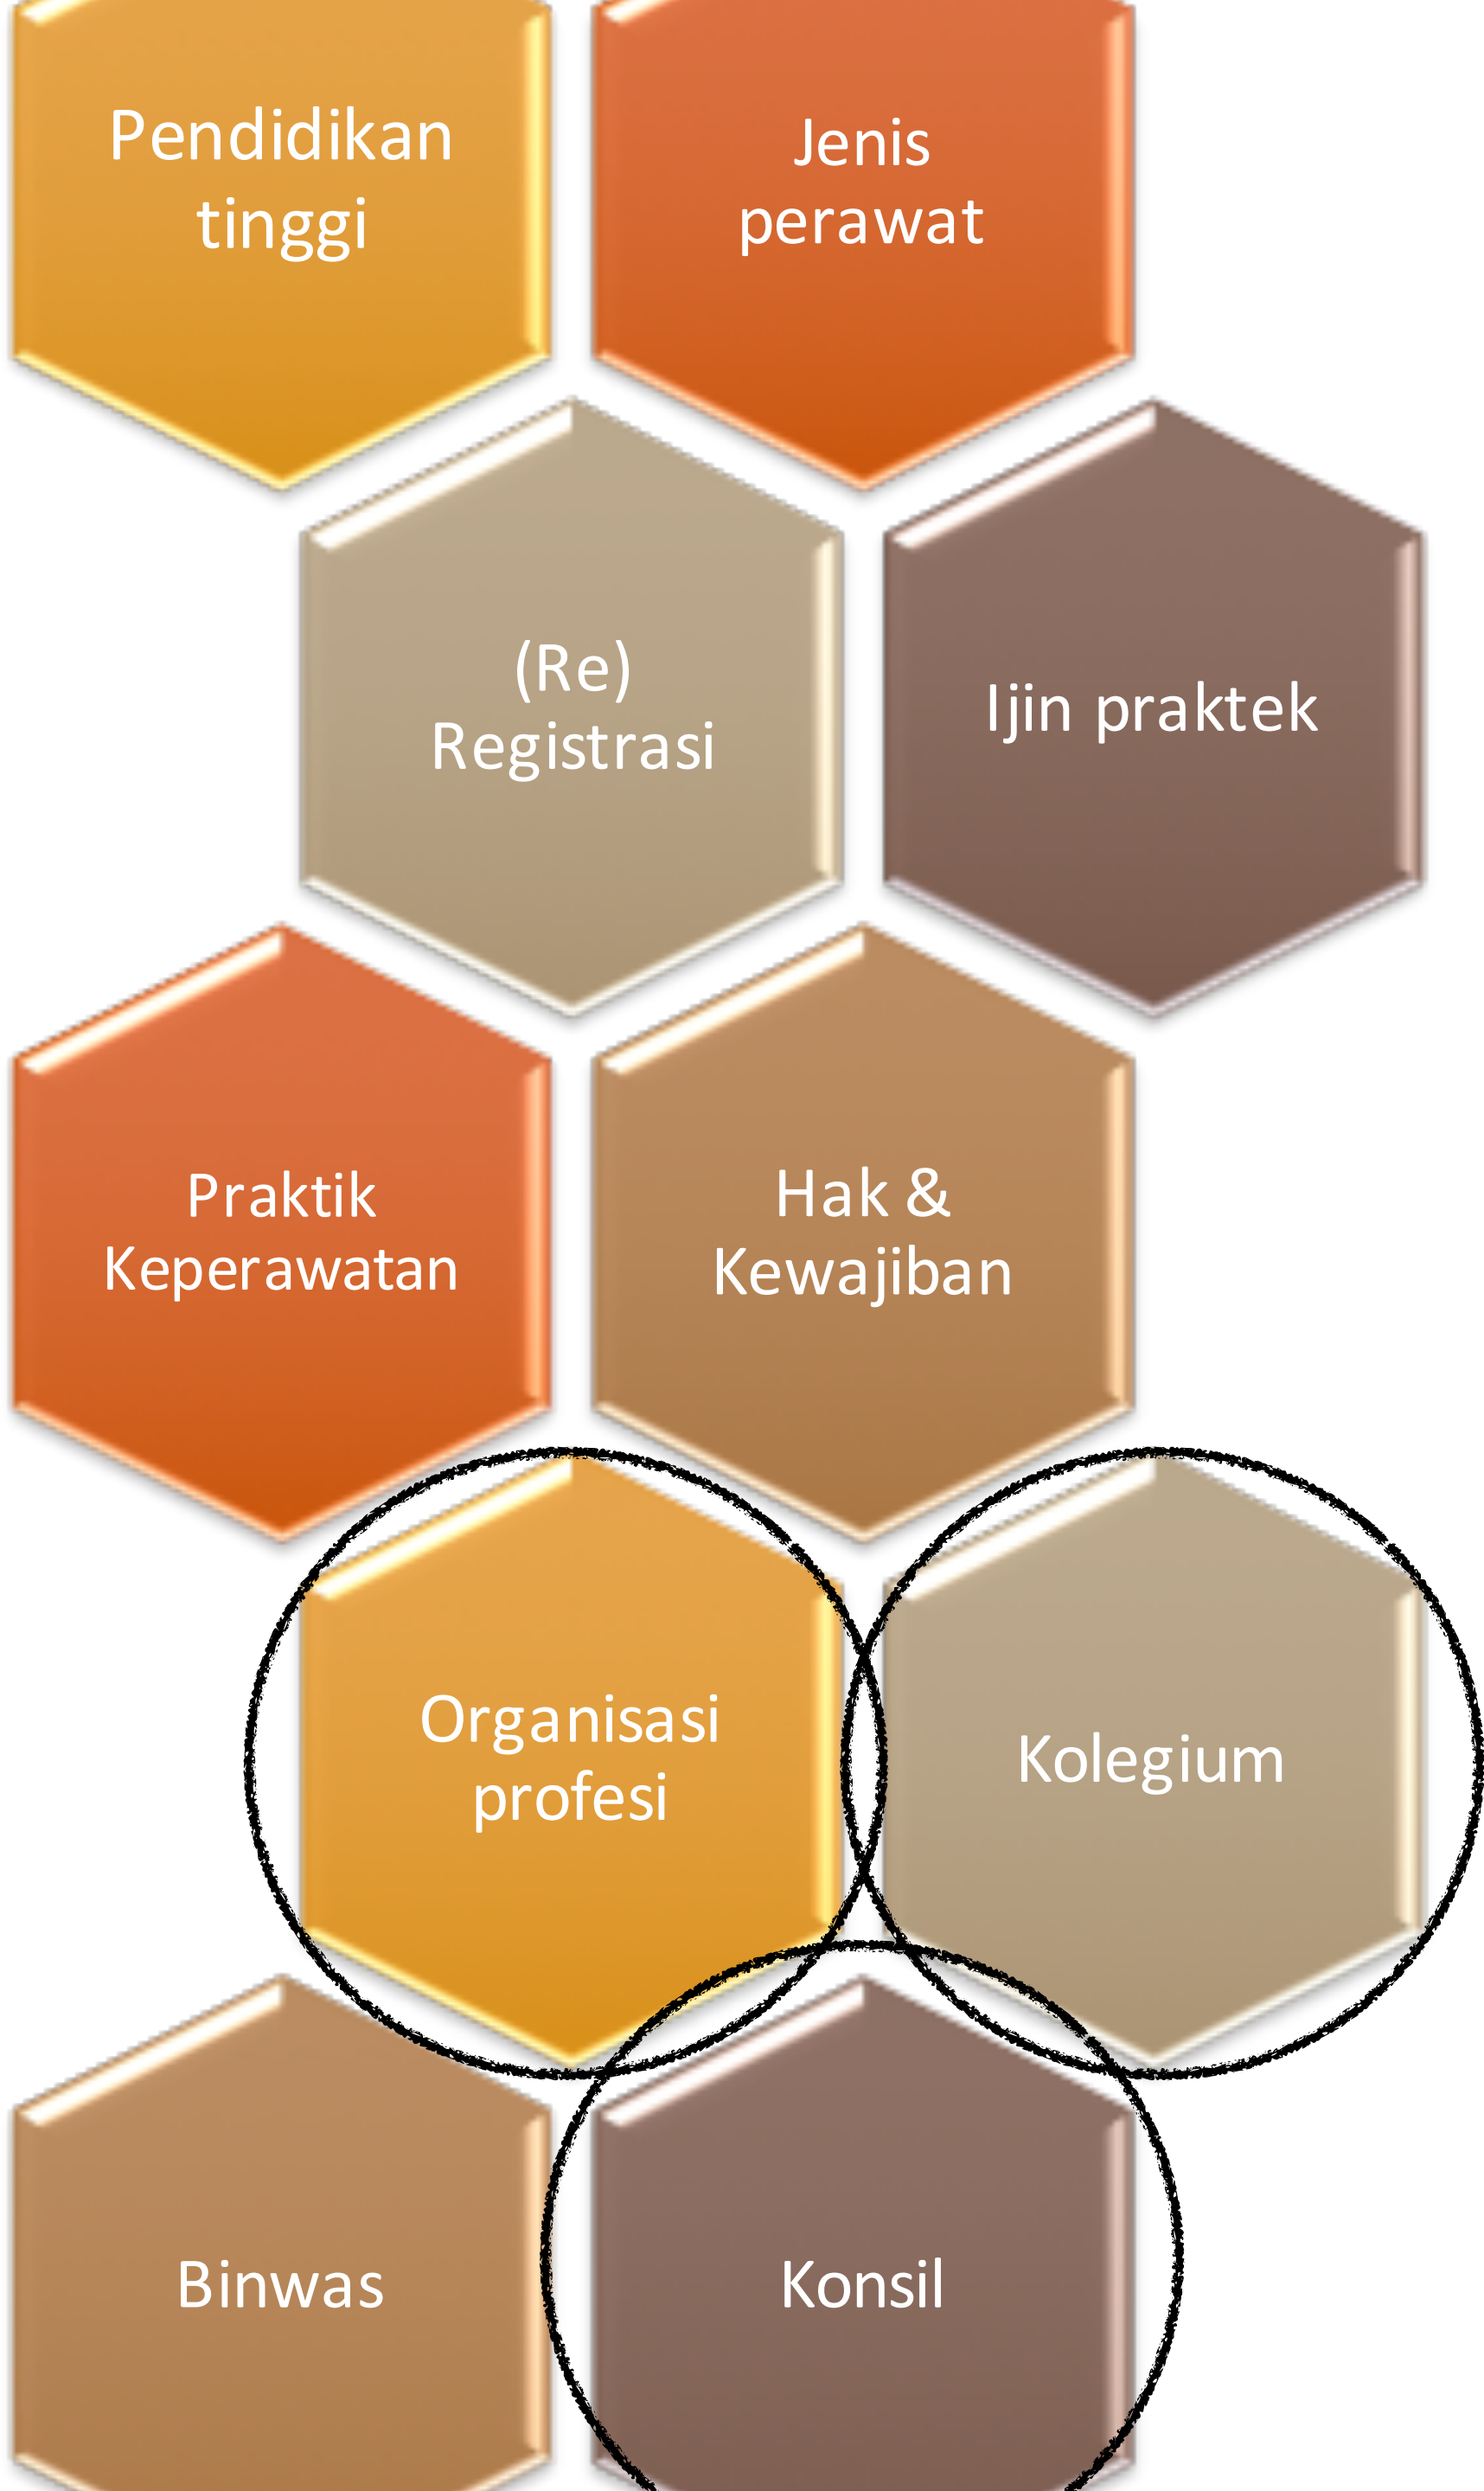 Pendidikan
tinggi
Jenis
perawat
(Re)
Registrasi
Ijin praktek
Praktik
Keperawatan
Hak &
Kewajiban
Organisasi
profesi
Kolegium
Binwas
Konsil